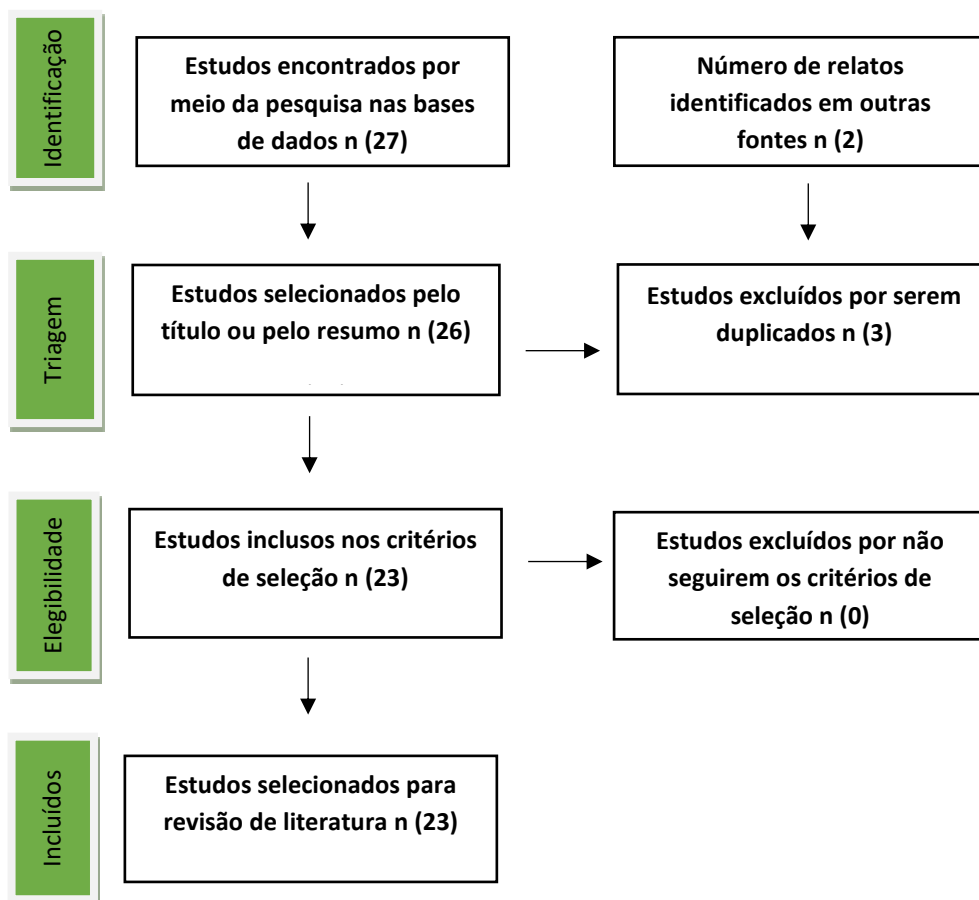 Identificação
Estudos encontrados por
meio da pesquisa nas bases
de dados n (27)
Número de relatos
identificados em outras
fontes n (2)
Triagem
Estudos selecionados pelo
título ou pelo resumo n (26)
Estudos excluídos por serem
duplicados n (3)
Elegibilidade
Estudos inclusos nos critérios
de seleção n (23)
Estudos excluídos por não
seguirem os critérios de
seleção n (0)
Incluídos
Estudos selecionados para
revisão de literatura n (23)